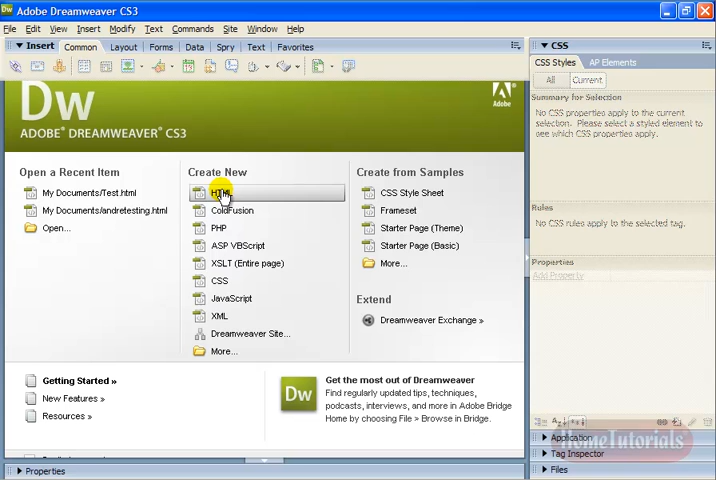 Adobe Dreamweaver CS3
File Edit View Insert Modify Text Commands Site Window Help
Insert Common Layout Forms Data Spry Text Favorites
CSS
CSS Styles AP Elements
All Current
Summary for Selection
No CSS properties apply to the current
selection. Please select a styled element to
see which CSS properties apply.
Rules
No CSS rules apply to the selected tag.
Properties
Add Property
Dw
ADOBE® DREAMWEAVER® CS3
Adobe
Open a Recent Item
My Documents/Test.html
My Documents/andretesting.html
Open...
Create New
HTML
ColdFusion
PHP
ASP VBScript
XSLT (Entire page)
CSS
JavaScript
XML
Dreamweaver Site...
More...
Create from Samples
CSS Style Sheet
Frameset
Starter Page (Theme)
Starter Page (Basic)
More...
Extend
Dreamweaver Exchange »
Getting Started »
New Features »
Resources »
Dw
Get the most out of Dreamweaver
Find regularly updated tips, techniques,
podcasts, interviews, and more in Adobe Bridge
Home by choosing File > Browse in Bridge.
Application
HomeTutorials
Tag Inspector
Files
Properties